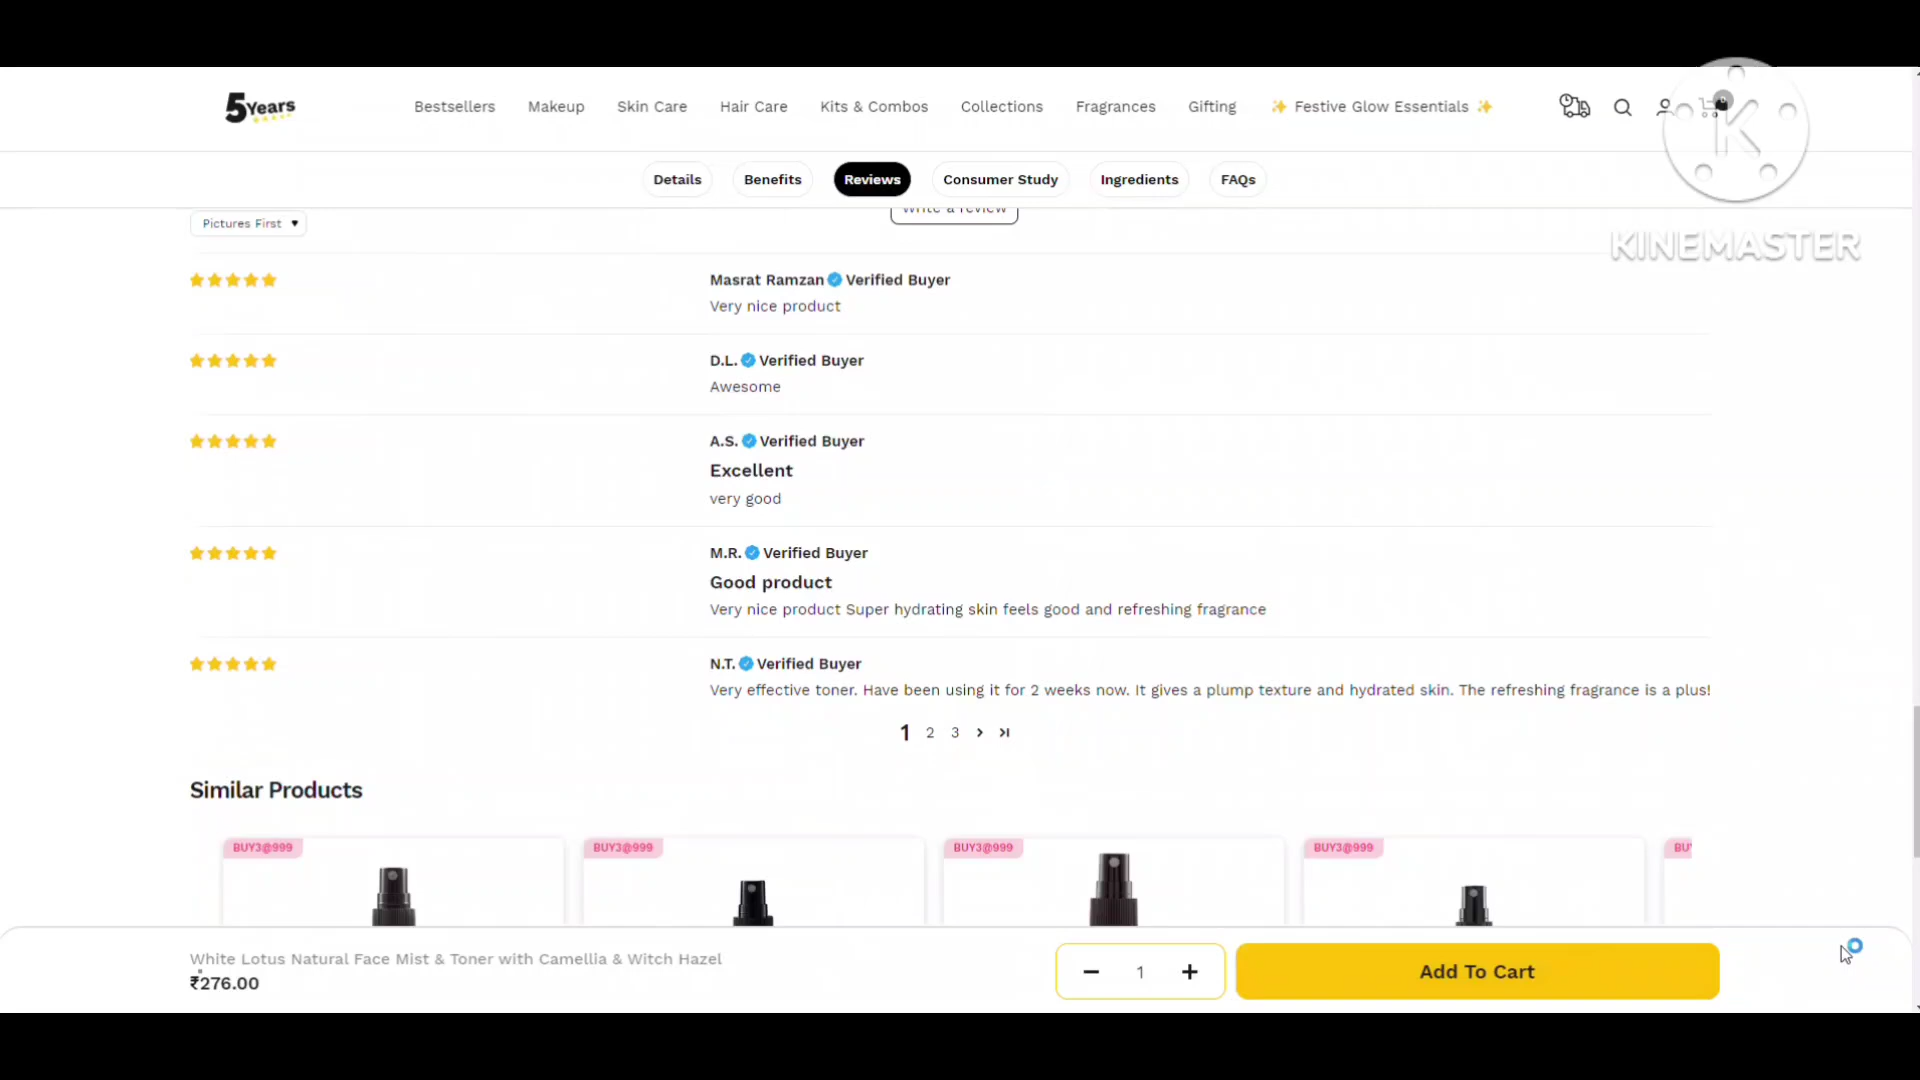 5 Years
Bestsellers Makeup Skin Care Hair Care Kits & Combos Collections Fragrances Gifting ✨ Festive Glow Essentials ✨
K
KINEMASTER
Details Benefits Reviews Consumer Study Ingredients FAQs
Pictures First ▼
Write a review
Masrat Ramzan Verified Buyer
Very nice product
D.L. Verified Buyer
Awesome
A.S. Verified Buyer
Excellent
very good
M.R. Verified Buyer
Good product
Very nice product Super hydrating skin feels good and refreshing fragrance
N.T. Verified Buyer
Very effective toner. Have been using it for 2 weeks now. It gives a plump texture and hydrated skin. The refreshing fragrance is a plus!
1 2 3
Similar Products
BUY3@999 BUY3@999 BUY3@999 BUY3@999 BU
White Lotus Natural Face Mist & Toner with Camellia & Witch Hazel
₹276.00
− 1 +
Add To Cart